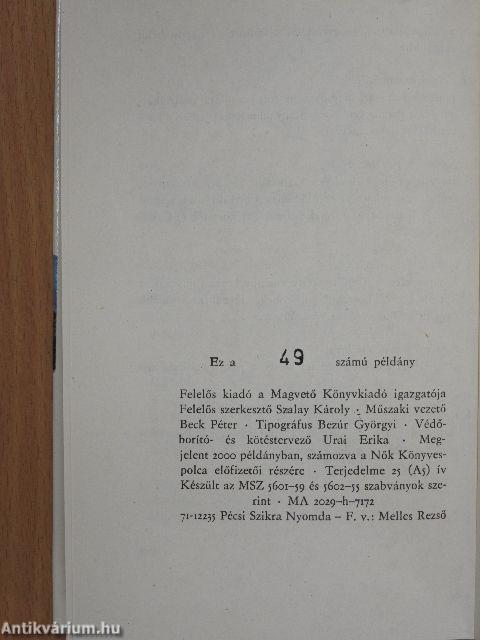 Ez a 49 számú példány
Felelős kiadó a Magvető Könyvkiadó igazgatója
Felelős szerkesztő Szalay Károly · Műszaki vezető
Beck Péter · Tipográfus Bezúr Györgyi · Védő-
borító- és kötéstervező Urai Erika · Meg-
jelent 2000 példányban, számozva a Nők Könyves-
polca előfizetői részére · Terjedelme 25 (A5) ív
Készült az MSZ 5601–59 és 5602–55 szabványok sze-
rint · MA 2029–h–7172
71-12235 Pécsi Szikra Nyomda – F. v.: Melles Rezső
Antikvárium.hu